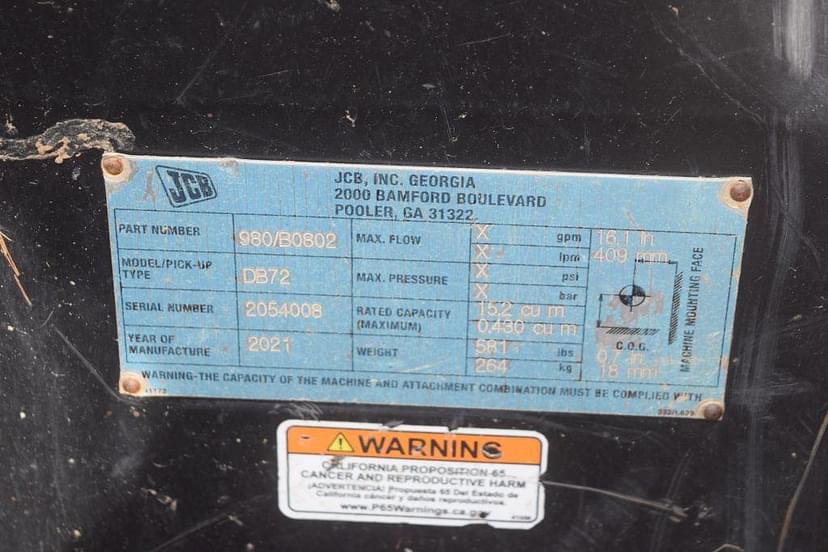 JCB
JCB, INC. GEORGIA
2000 BAMFORD BOULEVARD
POOLER, GA 31322
PART NUMBER 980/B0802 MAX. FLOW X gpm 16.1 in
X lpm 409 mm
MODEL/PICK-UP TYPE DB72 MAX. PRESSURE X psi
X bar
SERIAL NUMBER 2054008 RATED CAPACITY (MAXIMUM) 15.2 cu m
0.430 cu m
YEAR OF MANUFACTURE 2021 WEIGHT 581 lbs 0.7 in
264 kg 18 mm
C.O.G.
MACHINE MOUNTING FACE
WARNING-THE CAPACITY OF THE MACHINE AND ATTACHMENT COMBINATION MUST BE COMPLIED WITH
WARNING
CALIFORNIA PROPOSITION 65
CANCER AND REPRODUCTIVE HARM
¡ADVERTENCIA: Propuesta 65 Del Estado de
California cáncer y daños reproductivos.
www.P65Warnings.ca.gov